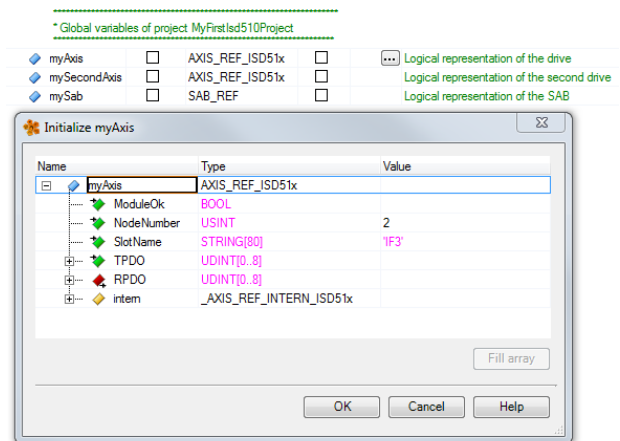 ************************************************************
* Global variables of project MyFirstIsd510Project
************************************************************
myAxis AXIS_REF_ISD51x ... Logical representation of the drive
mySecondAxis AXIS_REF_ISD51x Logical representation of the second drive
mySab SAB_REF Logical representation of the SAB
Initialize myAxis
Name Type Value
myAxis AXIS_REF_ISD51x
ModuleOk BOOL
NodeNumber USINT 2
SlotName STRING[80] 'IF3'
TPDO UDINT[0..8]
RPDO UDINT[0..8]
intern _AXIS_REF_INTERN_ISD51x
Fill array
OK Cancel Help